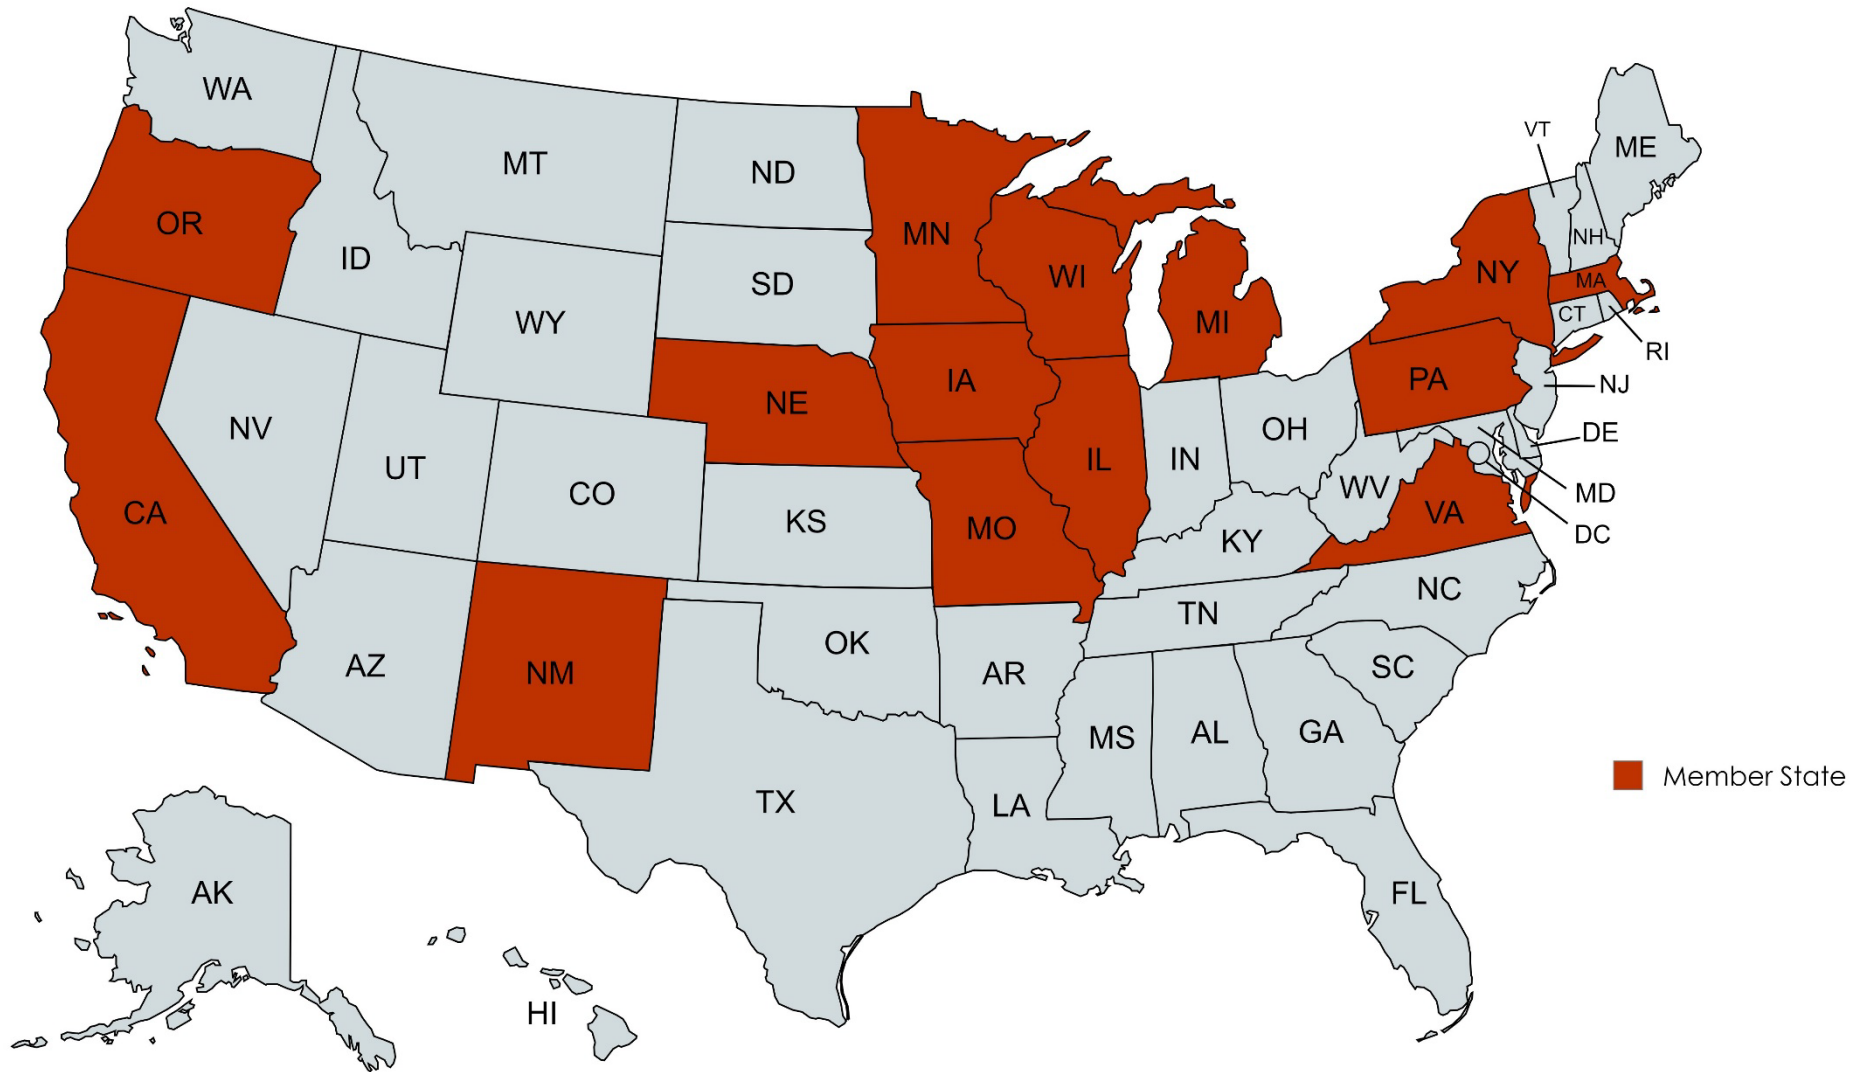 WA
VT
ME
MT
ND
OR
MN
NH
ID
NY
WI
MA
SD
CT
WY
MI
RI
PA
NJ
IA
NE
NV
OH
DE
IL
IN
UT
WV
CO
MD
CA
VA
KS
MO
DC
KY
NC
TN
OK
AZ
NM
AR
SC
MS
AL
GA
Member State
TX
LA
AK
FL
HI